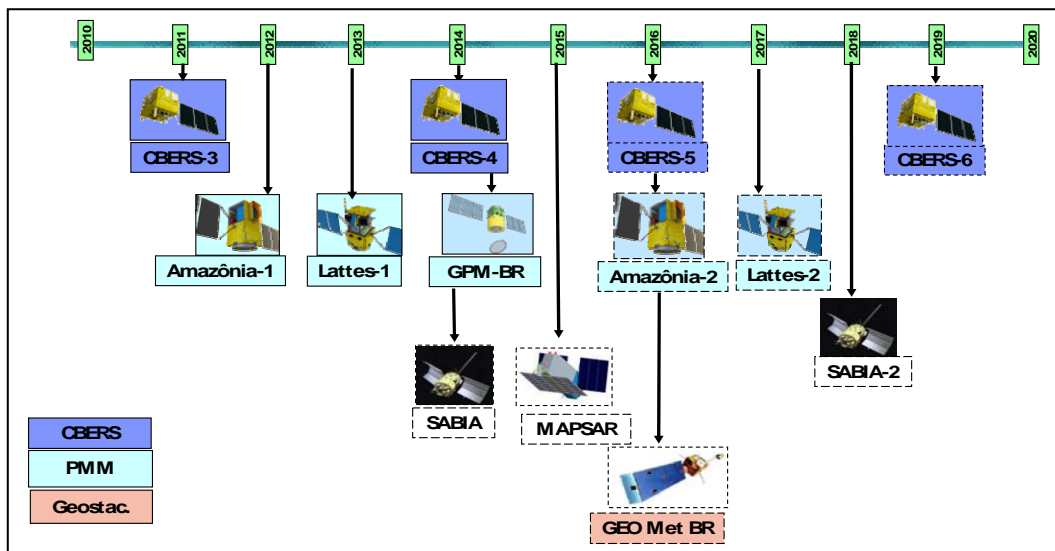 2010
2011
2012
2013
2014
2015
2016
2017
2018
2019
2020
CBERS-3
CBERS-4
CBERS-5
CBERS-6
Amazônia-1
Lattes-1
GPM-BR
Amazônia-2
Lattes-2
SABIA
MAPSAR
SABIA-2
CBERS
PMM
Geostac.
GEO Met BR